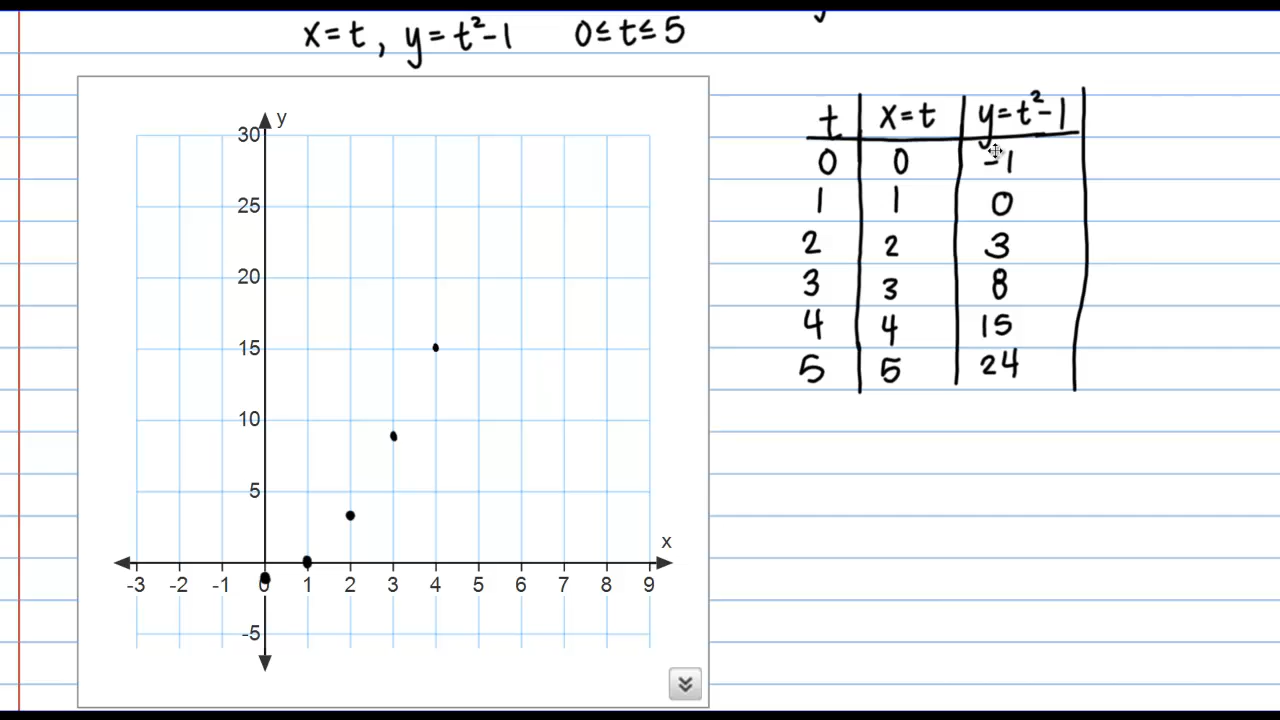 x=t, y=t²-1 0≤t≤5
y
30
25
20
15
10
5
x
-3 -2 -1 0 1 2 3 4 5 6 7 8 9
-5
t x=t y=t²-1
0 0 -1
1 1 0
2 2 3
3 3 8
4 4 15
5 5 24